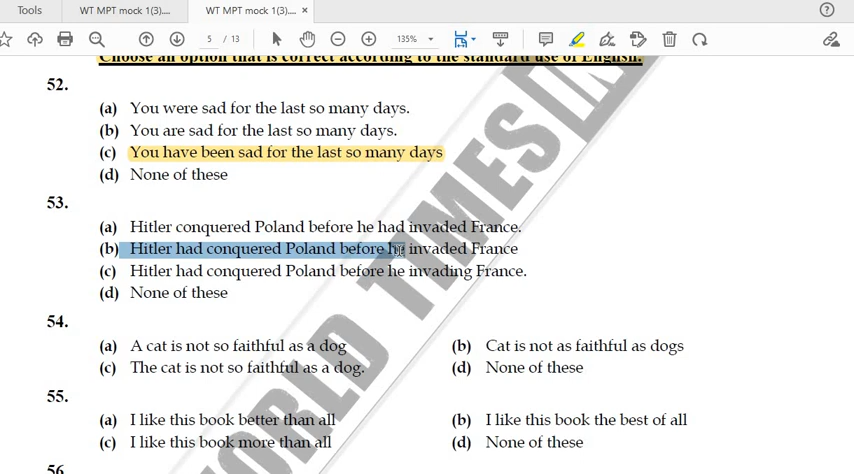 Tools WT MPT mock 1(3).... WT MPT mock 1(3).... ×
5 / 13 135%
Choose an option that is correct according to the standard use of English.
52.
(a) You were sad for the last so many days.
(b) You are sad for the last so many days.
(c) You have been sad for the last so many days
(d) None of these
53.
(a) Hitler conquered Poland before he had invaded France.
(b) Hitler had conquered Poland before he invaded France
(c) Hitler had conquered Poland before he invading France.
(d) None of these
54.
(a) A cat is not so faithful as a dog (b) Cat is not as faithful as dogs
(c) The cat is not so faithful as a dog. (d) None of these
55.
(a) I like this book better than all (b) I like this book the best of all
(c) I like this book more than all (d) None of these
56
WORLD TIMES IN